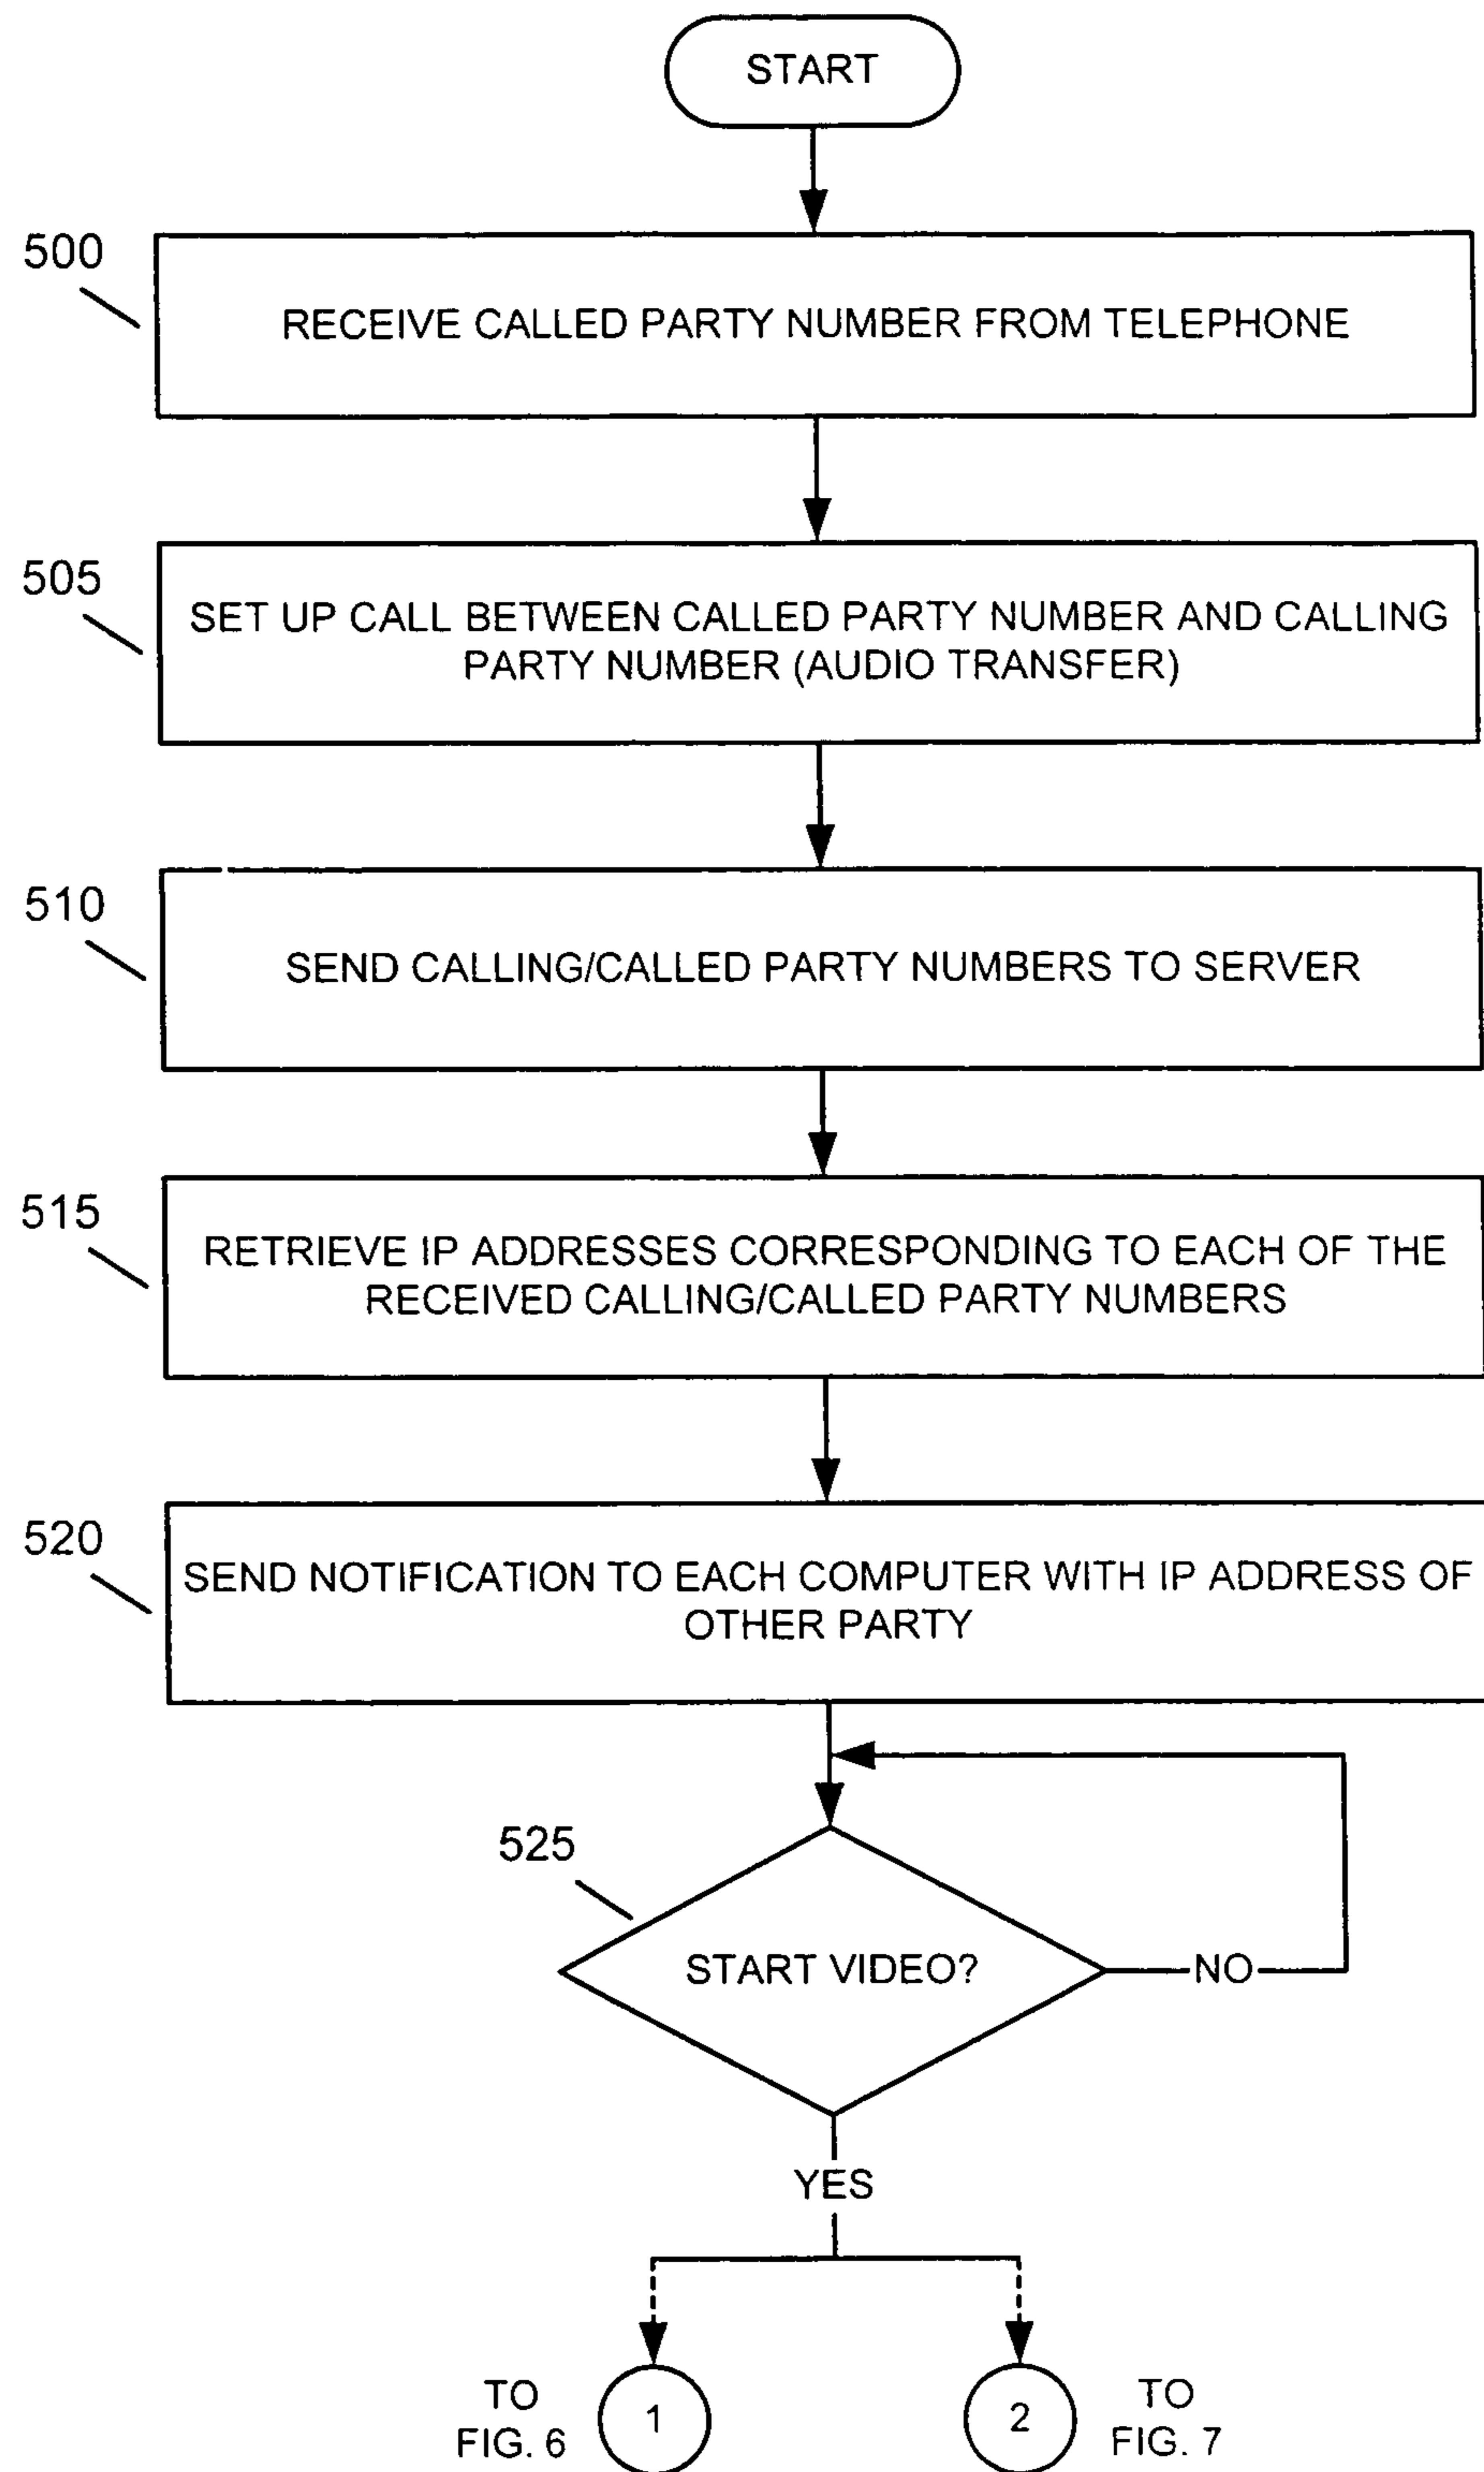 START
500
RECEIVE CALLED PARTY NUMBER FROM TELEPHONE
505
SET UP CALL BETWEEN CALLED PARTY NUMBER AND CALLING
PARTY NUMBER (AUDIO TRANSFER)
510
SEND CALLING/CALLED PARTY NUMBERS TO SERVER
515
RETRIEVE IP ADDRESSES CORRESPONDING TO EACH OF THE
RECEIVED CALLING/CALLED PARTY NUMBERS
520
SEND NOTIFICATION TO EACH COMPUTER WITH IP ADDRESS OF
OTHER PARTY
525
START VIDEO?
NO
YES
TO
FIG. 6
1
2
TO
FIG. 7